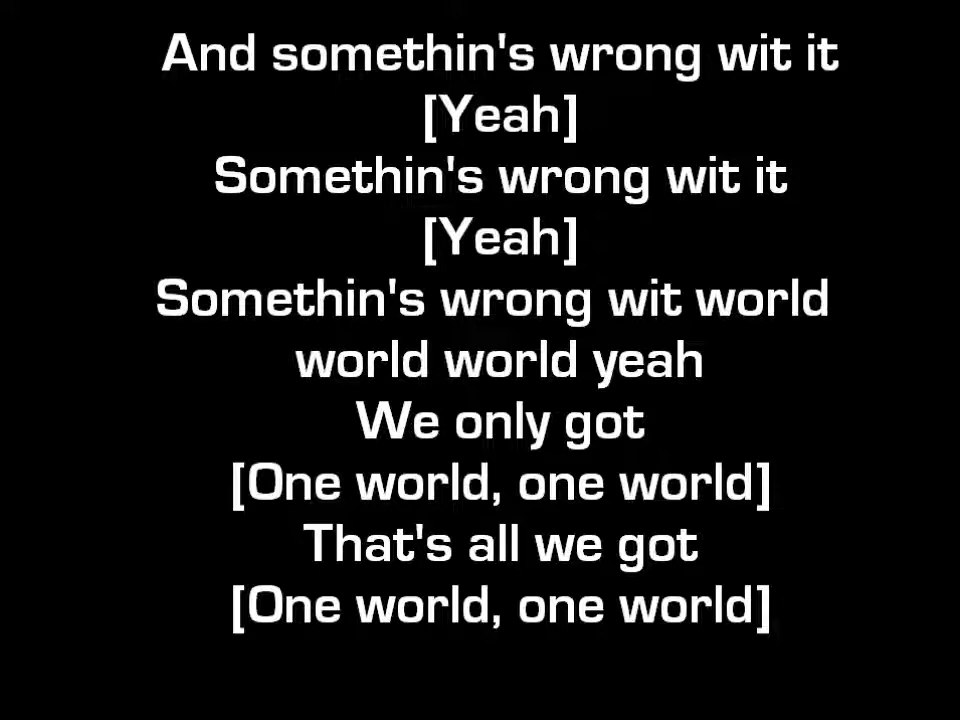 And somethin's wrong wit it
[Yeah]
Somethin's wrong wit it
[Yeah]
Somethin's wrong wit world
world world yeah
We only got
[One world, one world]
That's all we got
[One world, one world]